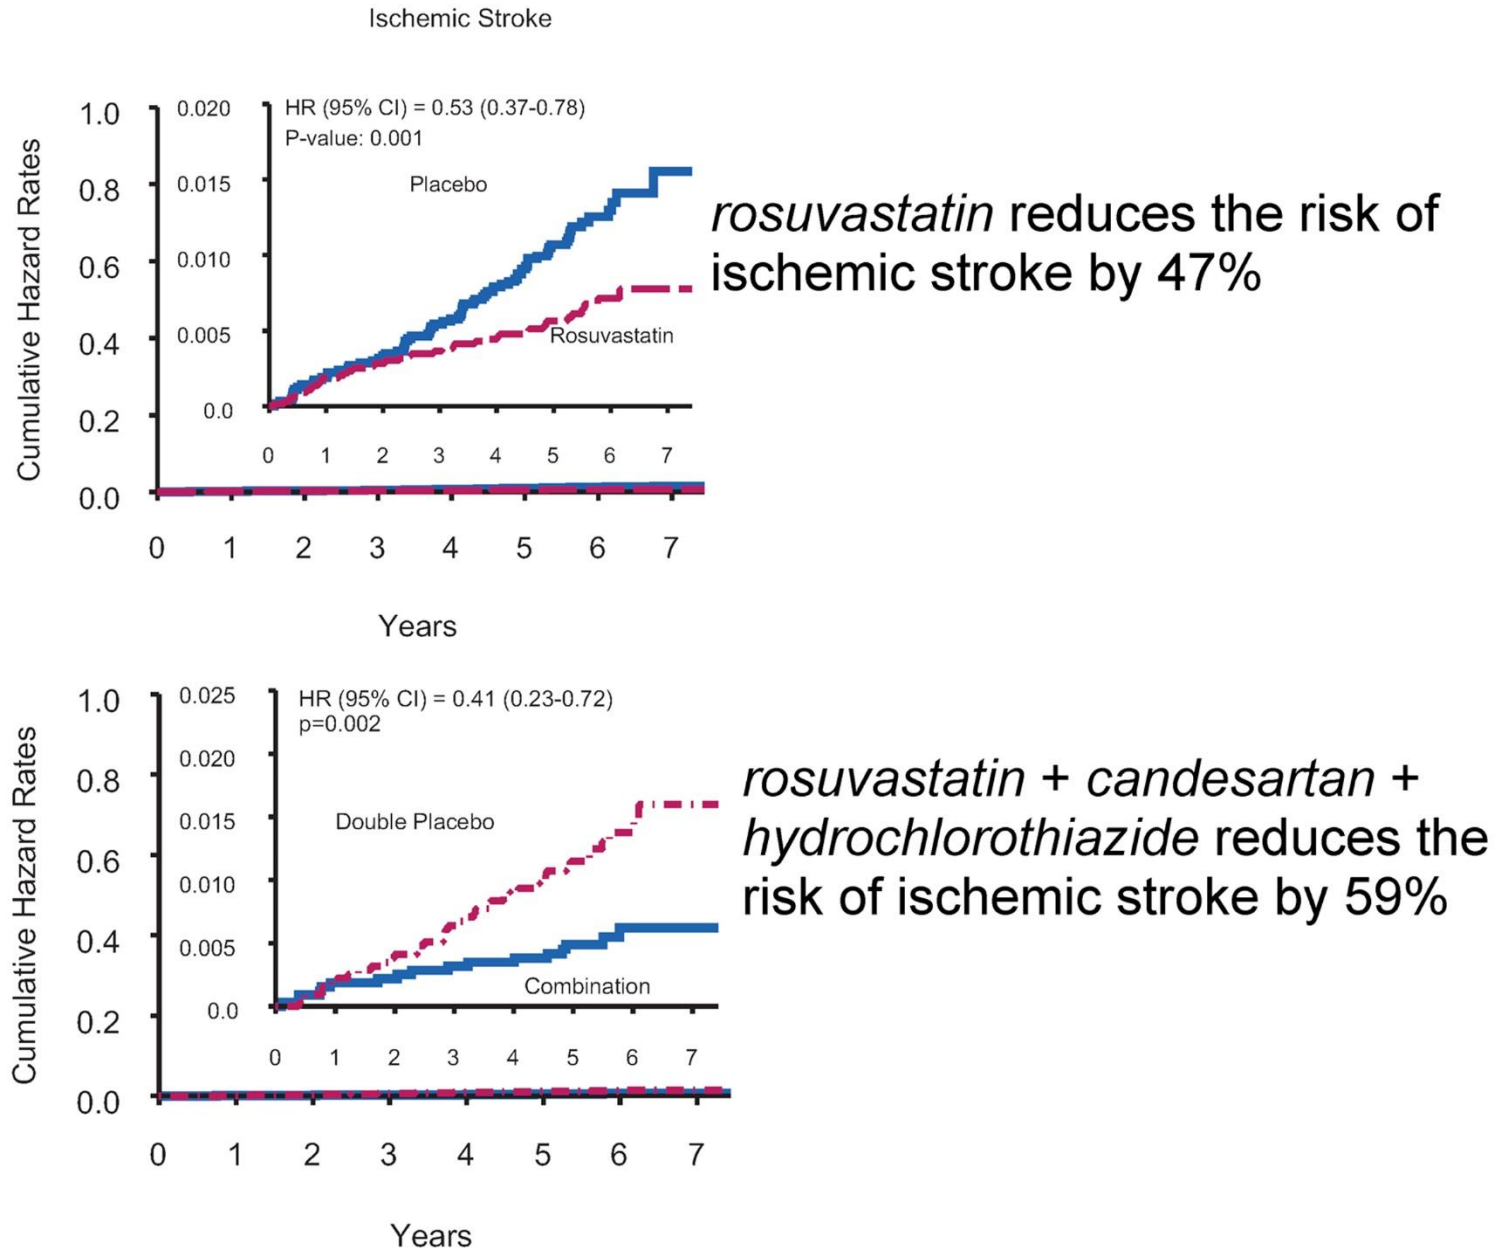 Ischemic Stroke
Cumulative Hazard Rates
1.0
0.8
0.6
0.4
0.2
0.0
0.020
0.015
0.010
0.005
0.0
HR (95% CI) = 0.53 (0.37-0.78)
P-value: 0.001
Placebo
Rosuvastatin
0 1 2 3 4 5 6 7
0 1 2 3 4 5 6 7
Years
rosuvastatin reduces the risk of
ischemic stroke by 47%
Cumulative Hazard Rates
1.0
0.8
0.6
0.4
0.2
0.0
0.025
0.020
0.015
0.010
0.005
0.0
HR (95% CI) = 0.41 (0.23-0.72)
p=0.002
Double Placebo
Combination
0 1 2 3 4 5 6 7
0 1 2 3 4 5 6 7
Years
rosuvastatin + candesartan +
hydrochlorothiazide reduces the
risk of ischemic stroke by 59%